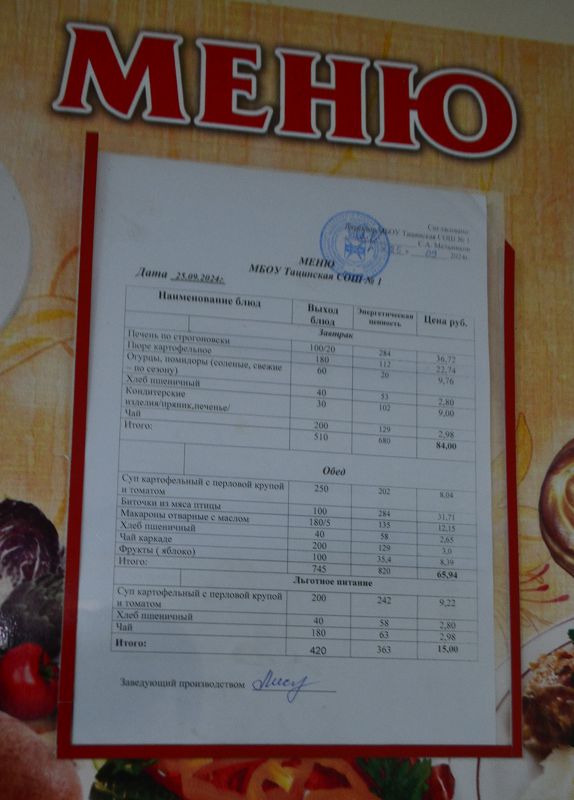 МЕНЮ
Согласовано:
Директор МБОУ Тацинская СОШ № 1
С.А. Мельников
25 » 09 2024г.
МЕНЮ
Дата 25.09.2024г МБОУ Тацинская СОШ № 1
Наименование блюд Выход блюд Энергетическая ценность Цена руб.
Завтрак
Печень по строгоновски 100/20 284 36,72
Пюре картофельное 180 112 22,74
Огурцы, помидоры (соленые, свежие 60 20 9,76
– по сезону)
Хлеб пшеничный 40 53 2,80
Кондитерские 30 102 9,00
изделия/пряник,печенье/
Чай 200 129 2,98
Итого: 510 680 84,00
Обед
Суп картофельный с перловой крупой 250 202 8,04
и томатом
Биточки из мяса птицы 100 284 31,71
Макароны отварные с маслом 180/5 135 12,15
Хлеб пшеничный 40 58 2,65
Чай каркаде 200 129 3,0
Фрукты ( яблоко) 100 35,4 8,39
Итого: 745 820 65,94
Льготное питание
Суп картофельный с перловой крупой 200 242 9,22
и томатом
Хлеб пшеничный 40 58 2,80
Чай 180 63 2,98
Итого: 420 363 15,00
Заведующий производством